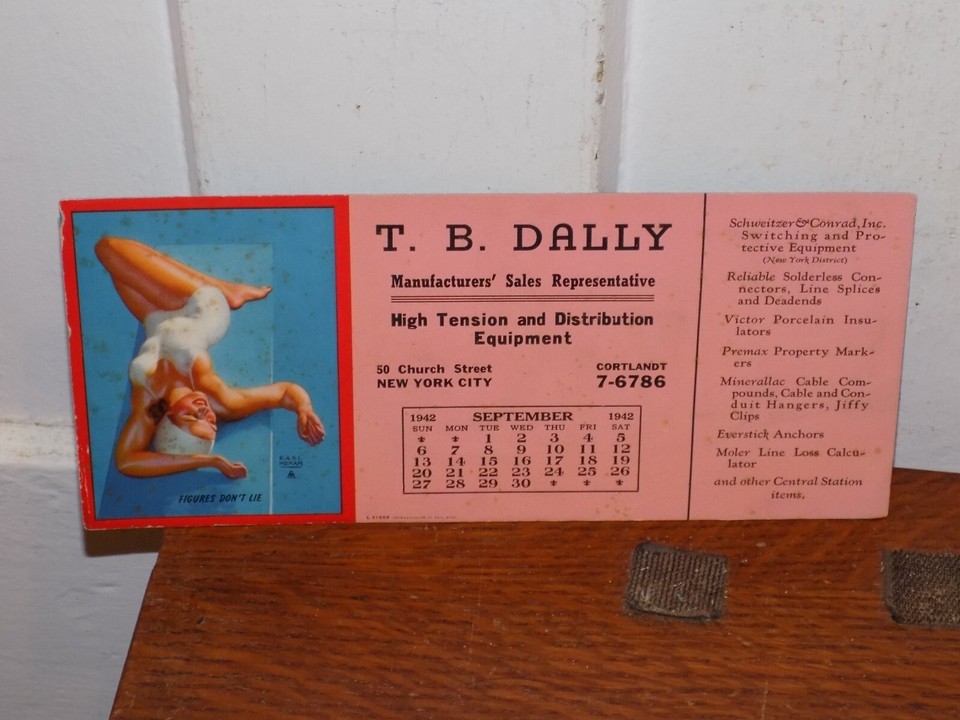 EARL
MORAN
FIGURES DON'T LIE
T. B. DALLY
Manufacturers' Sales Representative
High Tension and Distribution
Equipment
50 Church Street
NEW YORK CITY
CORTLANDT
7-6786
1942 SEPTEMBER 1942
SUN MON TUE WED THU FRI SAT
* * 1 2 3 4 5
6 7 8 9 10 11 12
13 14 15 16 17 18 19
20 21 22 23 24 25 26
27 28 29 30 * * *
Schweitzer & Conrad, Inc.
Switching and Pro-
tective Equipment
(New York District)
Reliable Solderless Con-
nectors, Line Splices
and Deadends
Victor Porcelain Insu-
lators
Premax Property Mark-
ers
Minerallac Cable Com-
pounds, Cable and Con-
duit Hangers, Jiffy
Clips
Everstick Anchors
Moler Line Loss Calcu-
lator
and other Central Station
items.